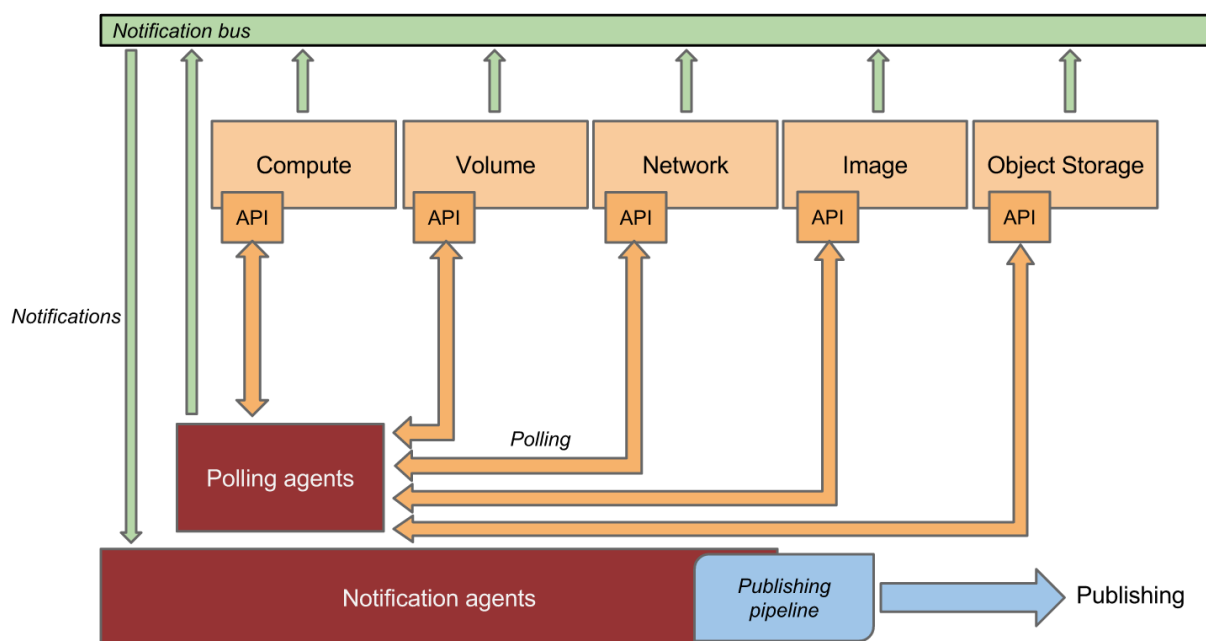 Notification bus
Compute
Volume
Network
Image
Object Storage
API
API
API
API
API
Notifications
Polling
Polling agents
Notification agents
Publishing
pipeline
Publishing